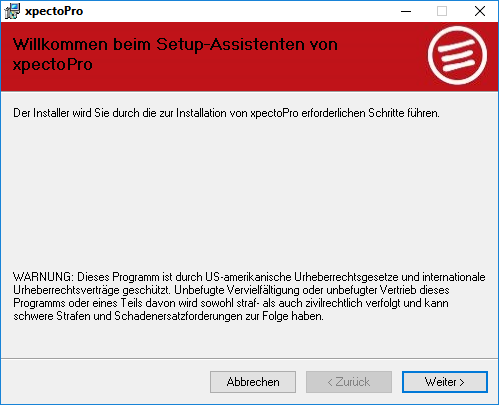 xpectoPro
Willkommen beim Setup-Assistenten von
xpectoPro
Der Installer wird Sie durch die zur Installation von xpectoPro erforderlichen Schritte führen.
WARNUNG: Dieses Programm ist durch US-amerikanische Urheberrechtsgesetze und internationale
Urheberrechtsverträge geschützt. Unbefugte Vervielfältigung oder unbefugter Vertrieb dieses
Programms oder eines Teils davon wird sowohl straf- als auch zivilrechtlich verfolgt und kann
schwere Strafen und Schadenersatzforderungen zur Folge haben.
Abbrechen
< Zurück
Weiter >